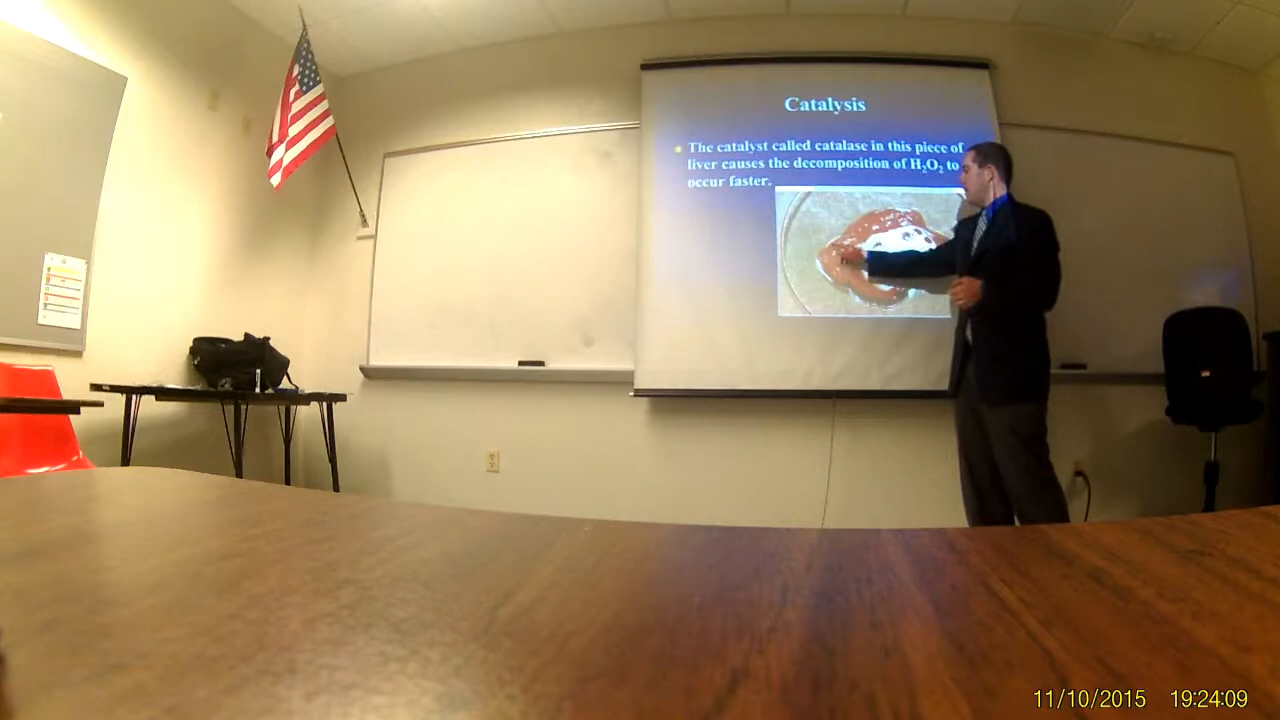 Catalysis
The catalyst called catalase in this piece of
liver causes the decomposition of H₂O₂ to
occur faster.
11/10/2015 19:24:09